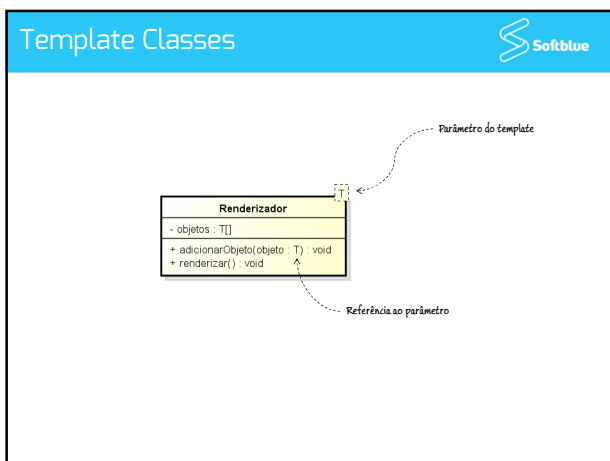 Template Classes
Softblue
Parâmetro do template
T
Renderizador
- objetos : T[]
+ adicionarObjeto(objeto : T) : void
+ renderizar() : void
Referência ao parâmetro